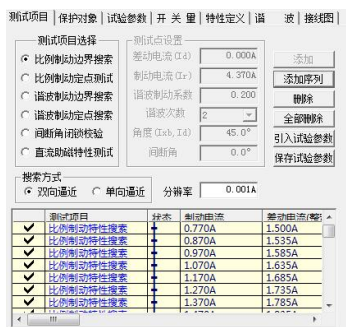 测试项目 保护对象 试验参数 开 关 量 特性定义 谐 波 接线图
测试项目选择
比例制动边界搜索
比例制动定点测试
谐波制动边界搜索
谐波制动定点搜索
间断角闭锁校验
直流助磁特性测试
测试点设置
差动电流(Id) 0.000A
制动电流(Ir) 4.370A
谐波制动系数 0.200
谐波次数 2
角度(Ixb,Id) 45.0°
间断角 0.0°
添加
添加序列
删除
全部删除
引入试验参数
保存试验参数
搜索方式
双向逼近 单向逼近
分辨率 0.001A
测试项目 状态 制动电流 差动电流/整
比例制动特性搜索 0.770A 1.500A
比例制动特性搜索 0.870A 1.535A
比例制动特性搜索 0.970A 1.585A
比例制动特性搜索 1.070A 1.635A
比例制动特性搜索 1.170A 1.685A
比例制动特性搜索 1.270A 1.735A
比例制动特性搜索 1.370A 1.785A